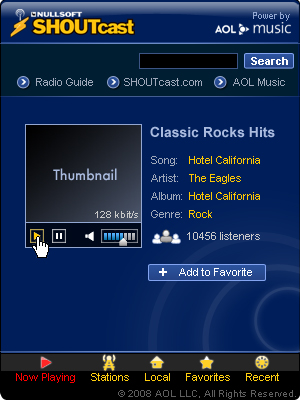 NULLSOFT
SHOUTcast
Power by
AOL music
Search
Radio Guide
SHOUTcast.com
AOL Music
Classic Rocks Hits
Thumbnail
128 kbit/s
Song: Hotel California
Artist: The Eagles
Album: Hotel California
Genre: Rock
10456 listeners
+ Add to Favorite
Now Playing
Stations
Local
Favorites
Recent
© 2008 AOL LLC, All Rights Reserved.